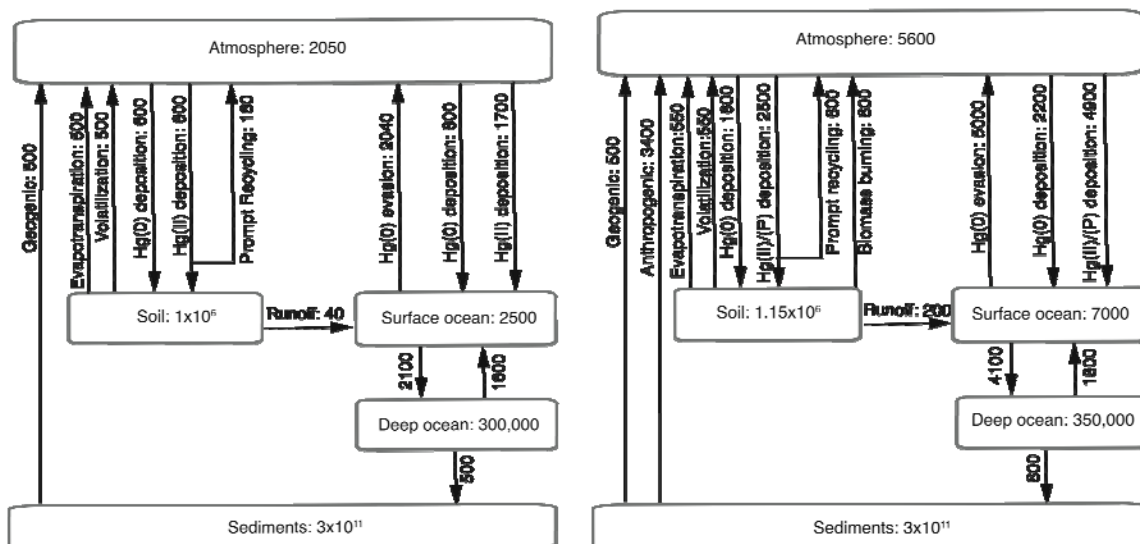 Atmosphere: 2050
Geogenic: 500
Evapotranspiration: 500
Volatilization: 500
Hg(0) deposition: 600
Hg(II) deposition: 600
Prompt Recycling: 160
Hg(0) evasion: 2040
Hg(0) deposition: 800
Hg(II) deposition: 1700
Soil: 1x10⁶
Runoff: 40
Surface ocean: 2500
2100
1600
Deep ocean: 300,000
500
Sediments: 3x10¹¹
Atmosphere: 5600
Geogenic: 500
Anthropogenic: 3400
Evapotranspiration:550
Volatilization:550
Hg(0) deposition: 1600
Hg(II)/(P) deposition: 2500
Prompt recycling: 600
Biomass burning: 600
Hg(0) evasion: 5000
Hg(0) deposition: 2200
Hg(II)/(P) deposition: 4900
Soil: 1.15x10⁶
Runoff: 200
Surface ocean: 7000
4100
1800
Deep ocean: 350,000
600
Sediments: 3x10¹¹